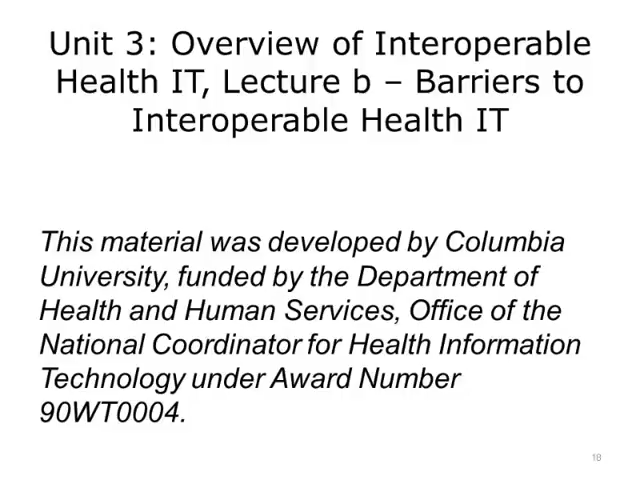 Unit 3: Overview of Interoperable
Health IT, Lecture b – Barriers to
Interoperable Health IT
This material was developed by Columbia
University, funded by the Department of
Health and Human Services, Office of the
National Coordinator for Health Information
Technology under Award Number
90WT0004.
18